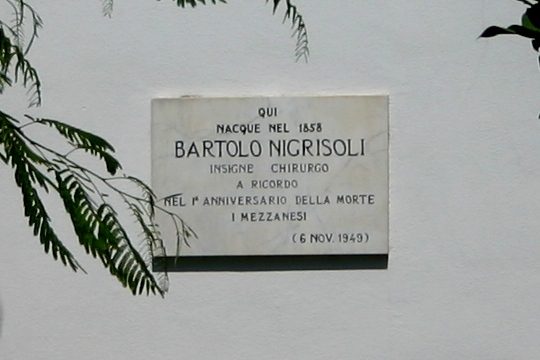 QUI
NACQUE NEL 1858
BARTOLO NIGRISOLI
INSIGNE CHIRURGO
A RICORDO
NEL 1° ANNIVERSARIO DELLA MORTE
I MEZZANESI
(6 NOV. 1949)